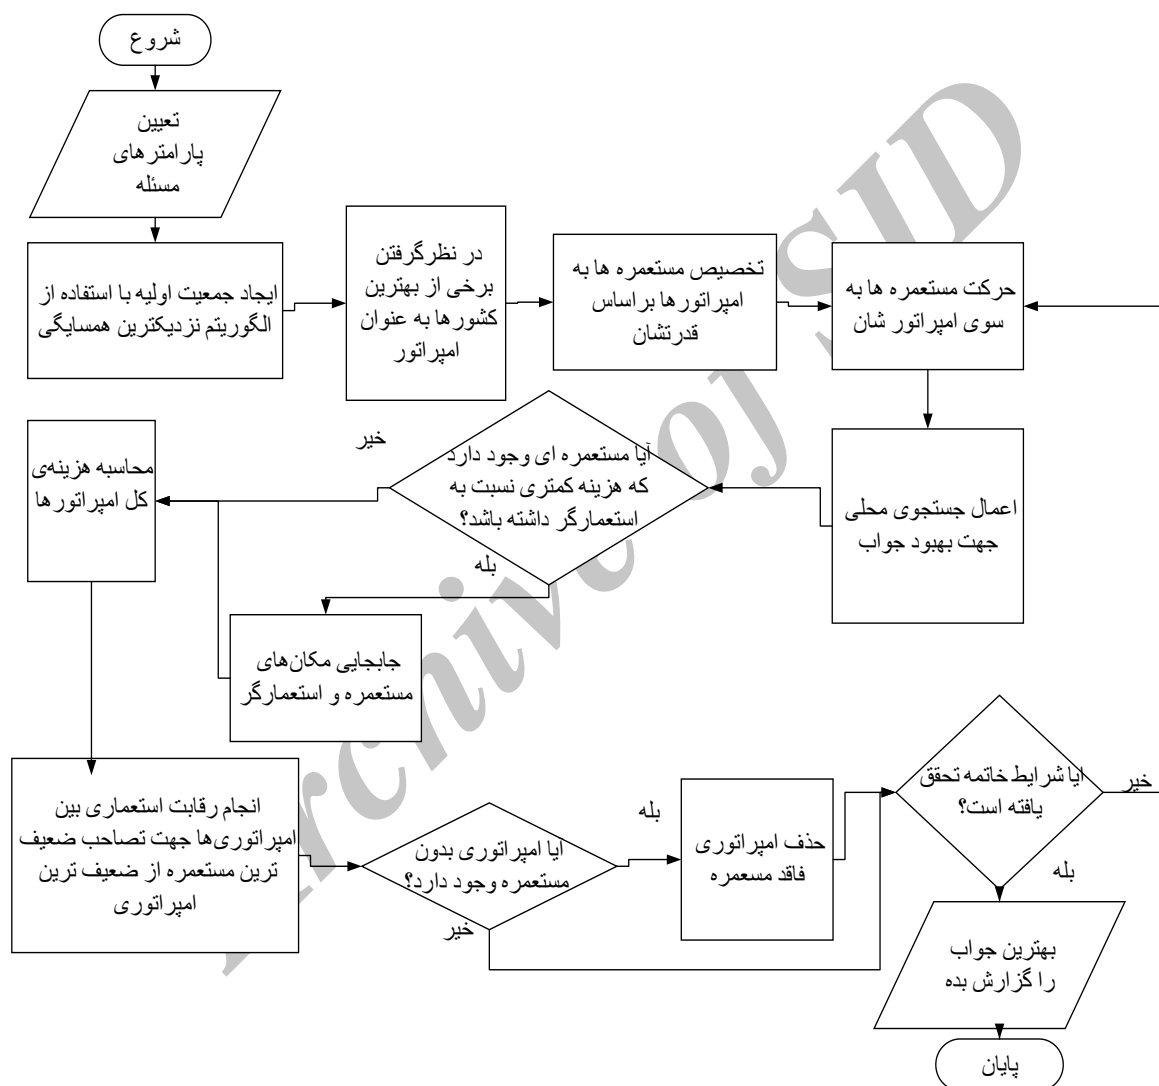 شروع
تعیین
پارامترهای
مسئله
ایجاد جمعیت اولیه با استفاده از
الگوریتم نزدیکترین همسایگی
در نظرگرفتن
برخی از بهترین
کشورها به عنوان
امپراتور
تخصیص مستعمره ها به
امپراتورها براساس
قدرتشان
حرکت مستعمره ها به
سوی امپراتور شان
اعمال جستجوی محلی
جهت بهبود جواب
آیا مستعمره ای وجود دارد
که هزینه کمتری نسبت به
استعمارگر داشته باشد؟
خیر
بله
جابجایی مکان‌های
مستعمره و استعمارگر
محاسبه هزینه‌ی
کل امپراتورها
انجام رقابت استعماری بین
امپراتوری‌ها جهت تصاحب ضعیف
ترین مستعمره از ضعیف ترین
امپراتوری
ایا امپراتوری بدون
مستعمره وجود دارد؟
بله
خیر
حذف امپراتوری
فاقد مسعمره
ایا شرایط خاتمه تحقق
یافته است؟
خیر
بله
بهترین جواب
را گزارش بده
پایان
Archive of SID